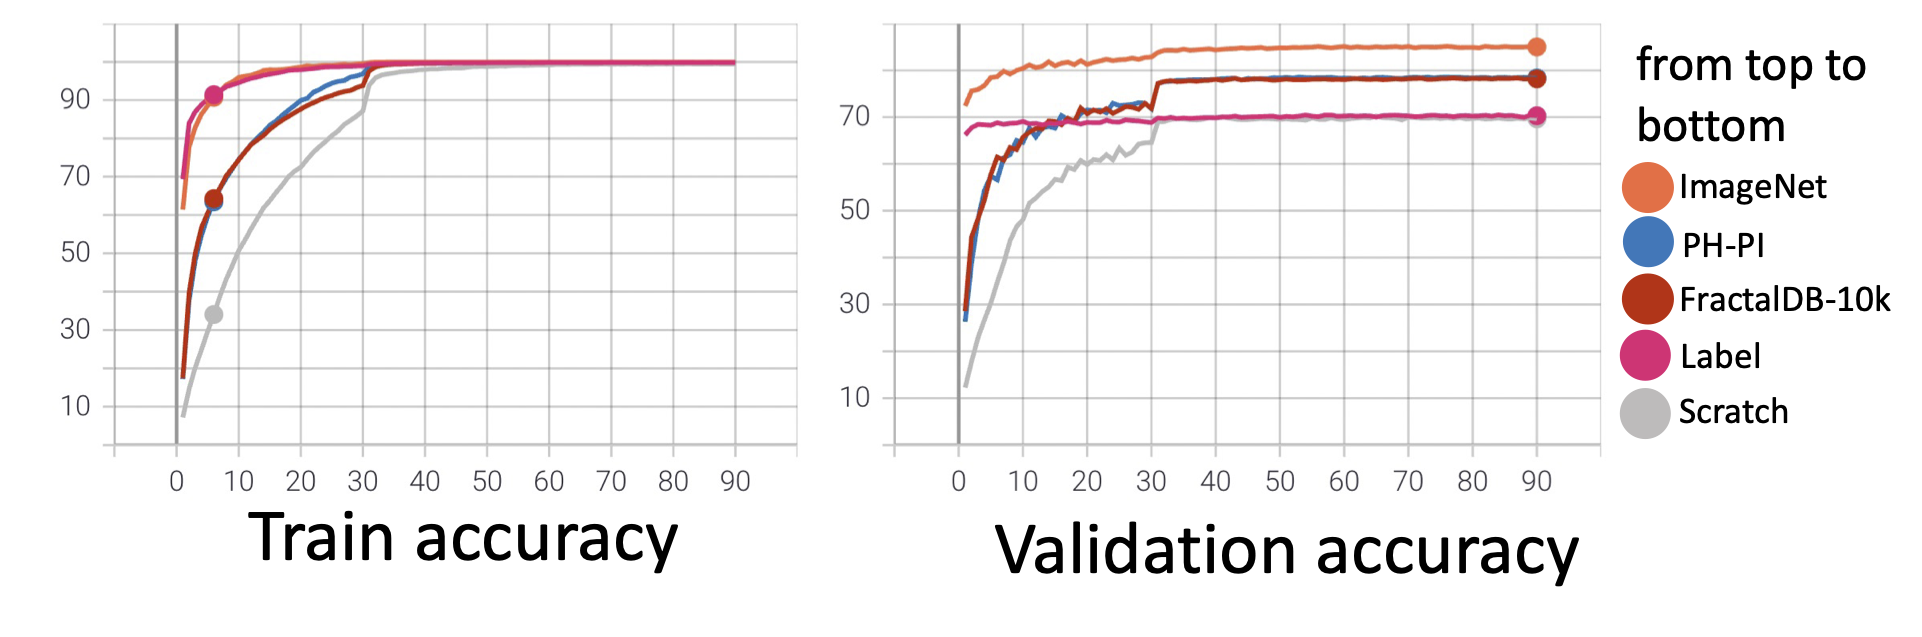 90
70
50
30
10
0 10 20 30 40 50 60 70 80 90
Train accuracy
70
50
30
10
0 10 20 30 40 50 60 70 80 90
Validation accuracy
from top to
bottom
ImageNet
PH-PI
FractalDB-10k
Label
Scratch